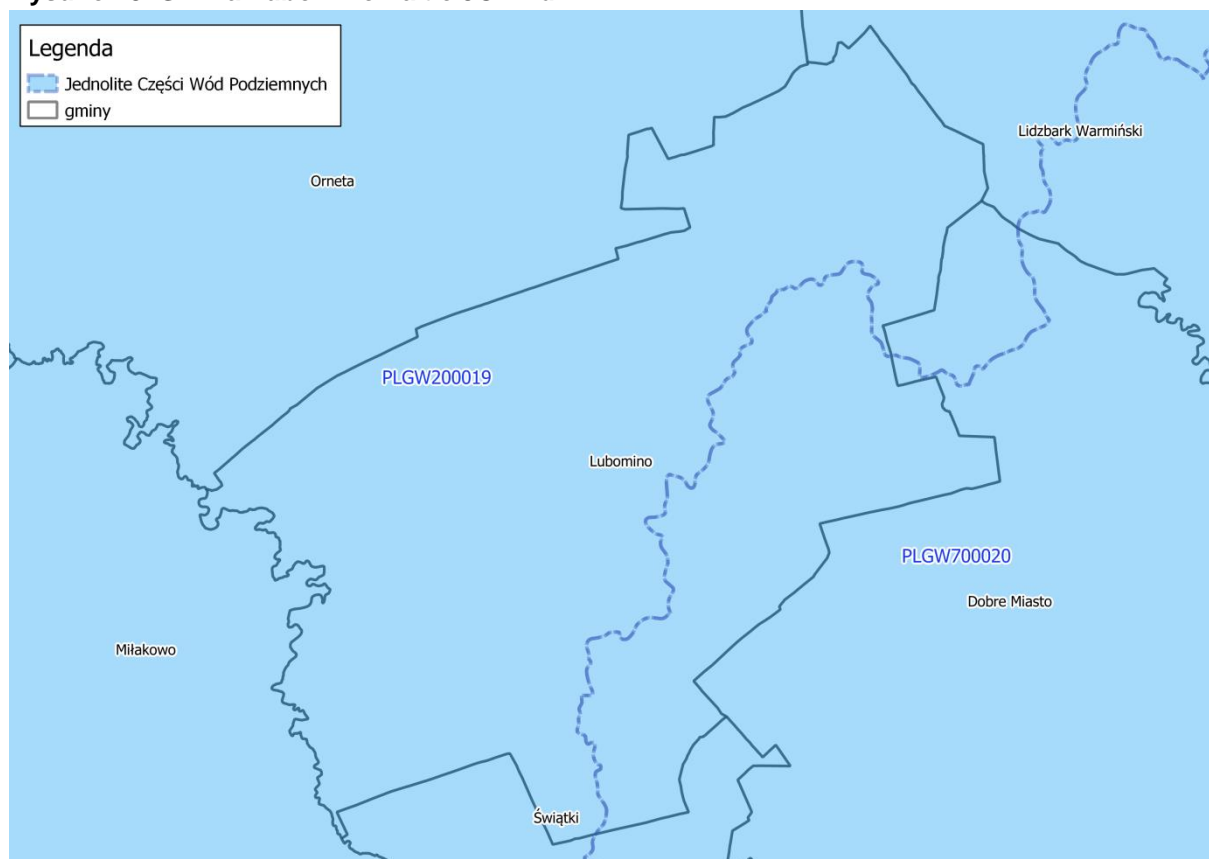 Legenda
Jednolite Części Wód Podziemnych
gminy
Lidzbark Warmiński
Orneta
PLGW200019
Lubomino
PLGW700020
Dobre Miasto
Miłakowo
Świątki